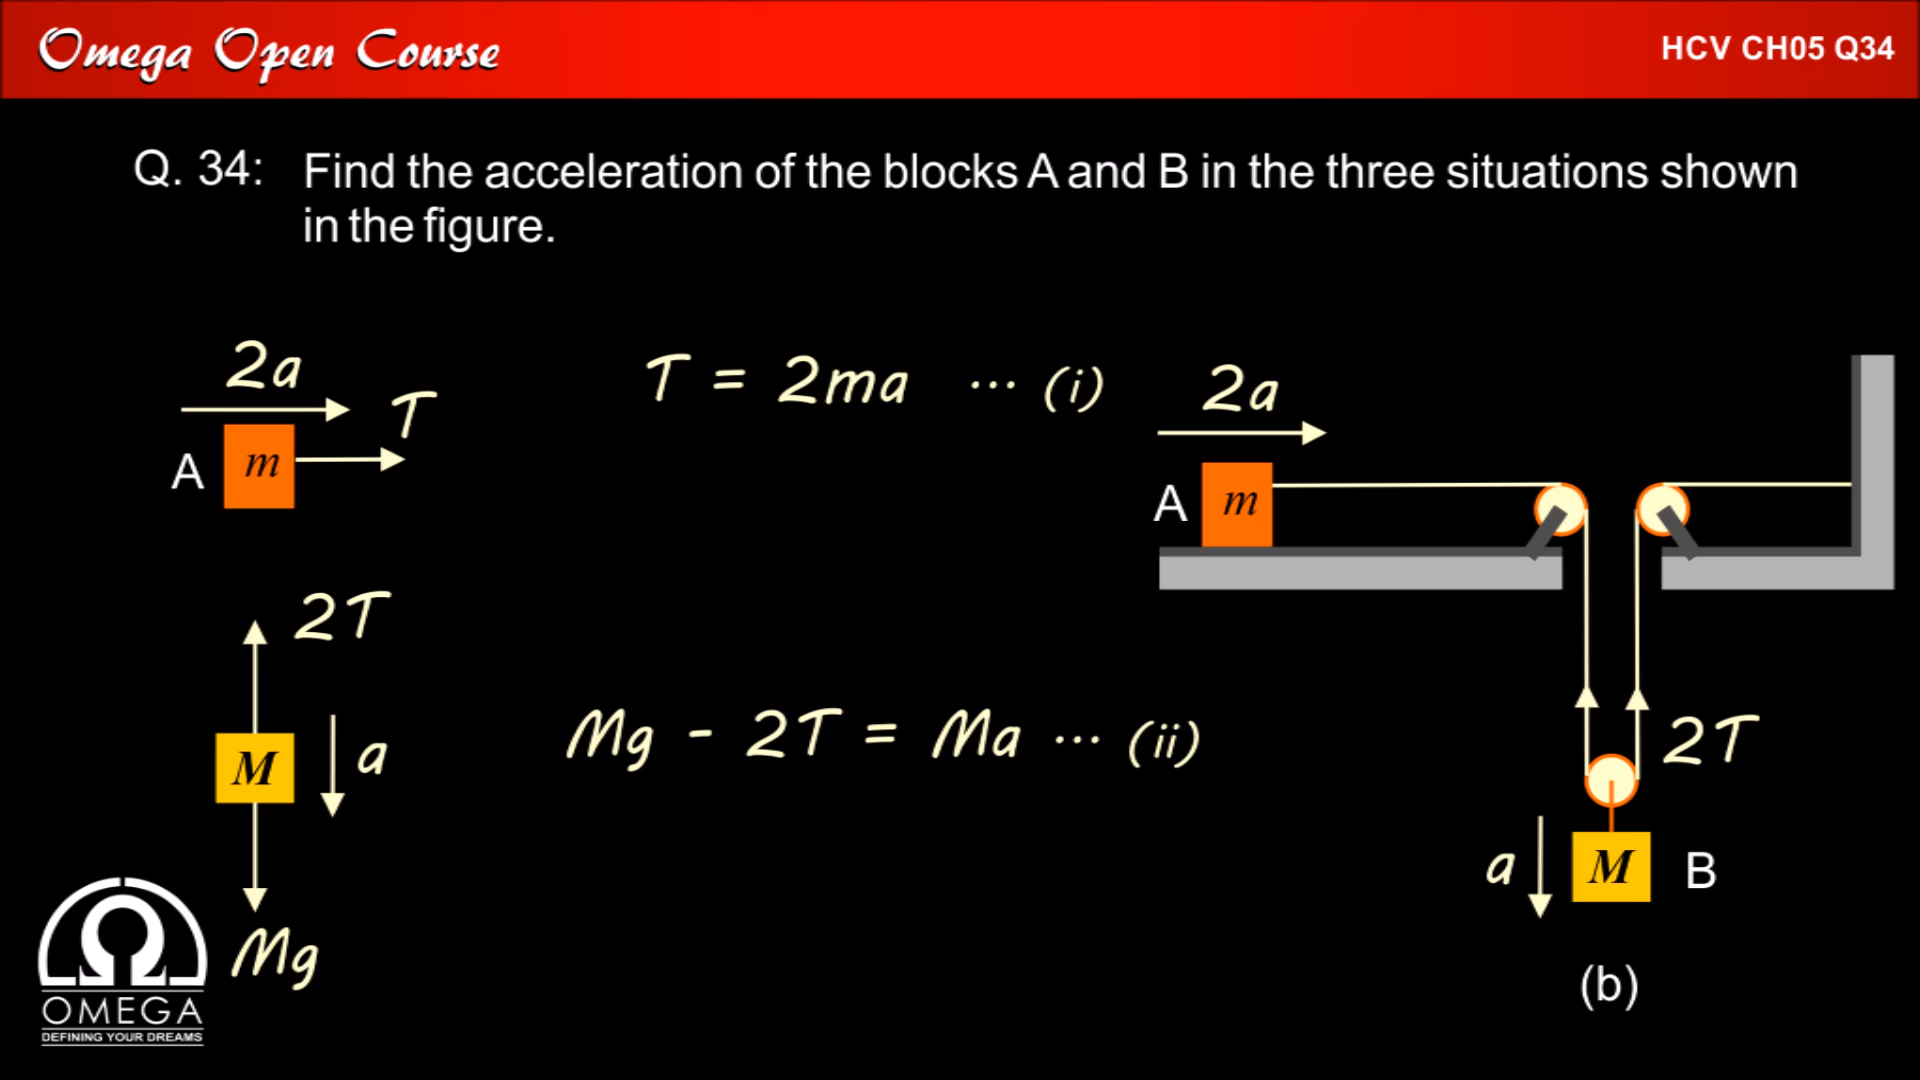 Omega Open Course
HCV CH05 Q34
Q. 34: Find the acceleration of the blocks A and B in the three situations shown
in the figure.
2a
T
A m
T = 2ma ... (i)
2a
A m
2T
M
a
Mg
Mg - 2T = Ma ... (ii)
2T
a
M B
(b)
OMEGA
DEFINING YOUR DREAMS